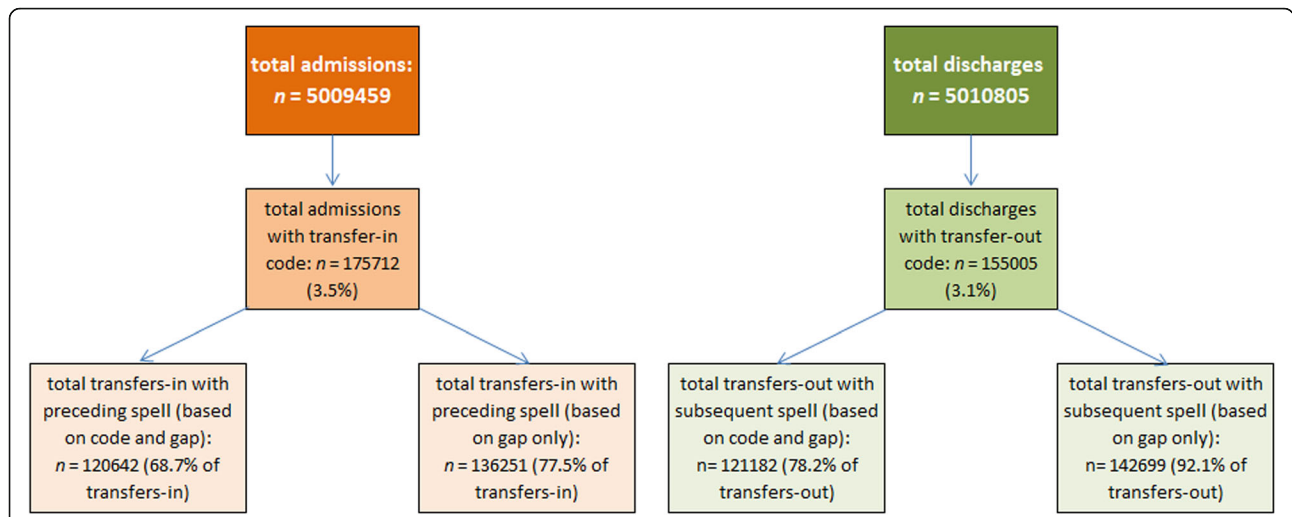 total admissions:
n = 5009459
total discharges
n = 5010805
total admissions
with transfer-in
code: n = 175712
(3.5%)
total discharges
with transfer-out
code: n = 155005
(3.1%)
total transfers-in with
preceding spell (based
on code and gap):
n = 120642 (68.7% of
transfers-in)
total transfers-in with
preceding spell (based
on gap only):
n = 136251 (77.5% of
transfers-in)
total transfers-out with
subsequent spell (based
on code and gap):
n= 121182 (78.2% of
transfers-out)
total transfers-out with
subsequent spell (based
on gap only):
n= 142699 (92.1% of
transfers-out)